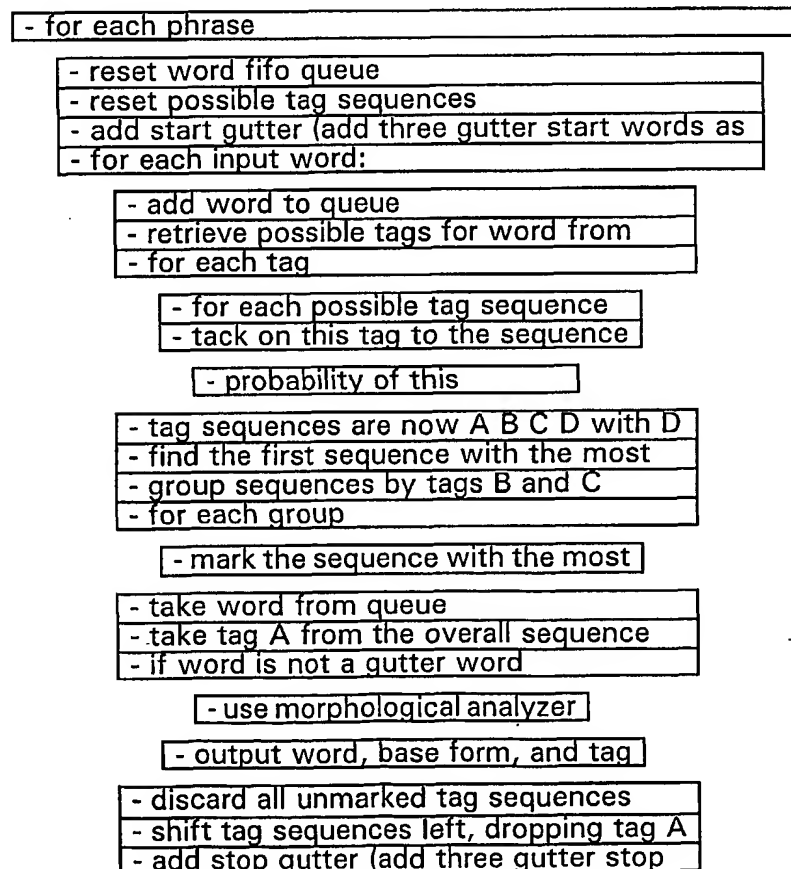 - for each phrase
- reset word fifo queue
- reset possible tag sequences
- add start gutter (add three gutter start words as
- for each input word:
- add word to queue
- retrieve possible tags for word from
- for each tag
- for each possible tag sequence
- tack on this tag to the sequence
- probability of this
- tag sequences are now A B C D with D
- find the first sequence with the most
- group sequences by tags B and C
- for each group
- mark the sequence with the most
- take word from queue
- take tag A from the overall sequence
- if word is not a gutter word
- use morphological analyzer
- output word, base form, and tag
- discard all unmarked tag sequences
- shift tag sequences left, dropping tag A
- add stop gutter (add three gutter stop